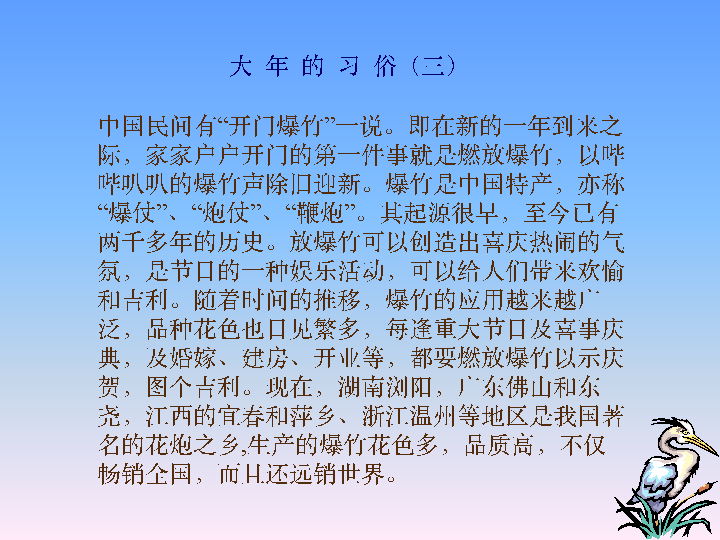 大 年 的 习 俗（三）
中国民间有“开门爆竹”一说。即在新的一年到来之
际，家家户户开门的第一件事就是燃放爆竹，以哔
哔叭叭的爆竹声除旧迎新。爆竹是中国特产，亦称
“爆仗”、“炮仗”、“鞭炮”。其起源很早，至今已有
两千多年的历史。放爆竹可以创造出喜庆热闹的气
氛，是节日的一种娱乐活动，可以给人们带来欢愉
和吉利。随着时间的推移，爆竹的应用越来越广
泛，品种花色也日见繁多，每逢重大节日及喜事庆
典，及婚嫁、建房、开业等，都要燃放爆竹以示庆
贺，图个吉利。现在，湖南浏阳，广东佛山和东
尧，江西的宜春和萍乡、浙江温州等地区是我国著
名的花炮之乡,生产的爆竹花色多，品质高，不仅
畅销全国，而且还远销世界。